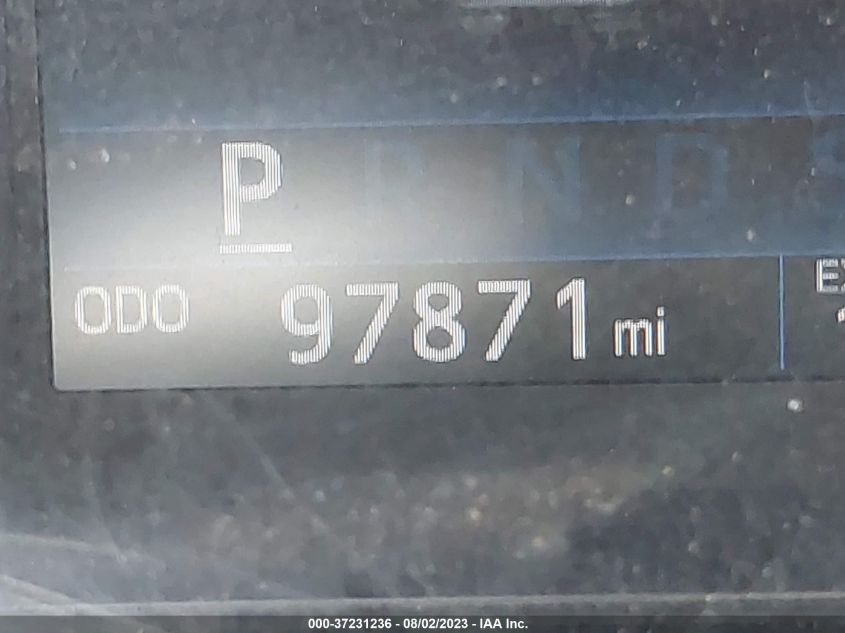 P R N D S
ODO 97871 mi
000-37231236 - 08/02/2023 - IAA Inc.